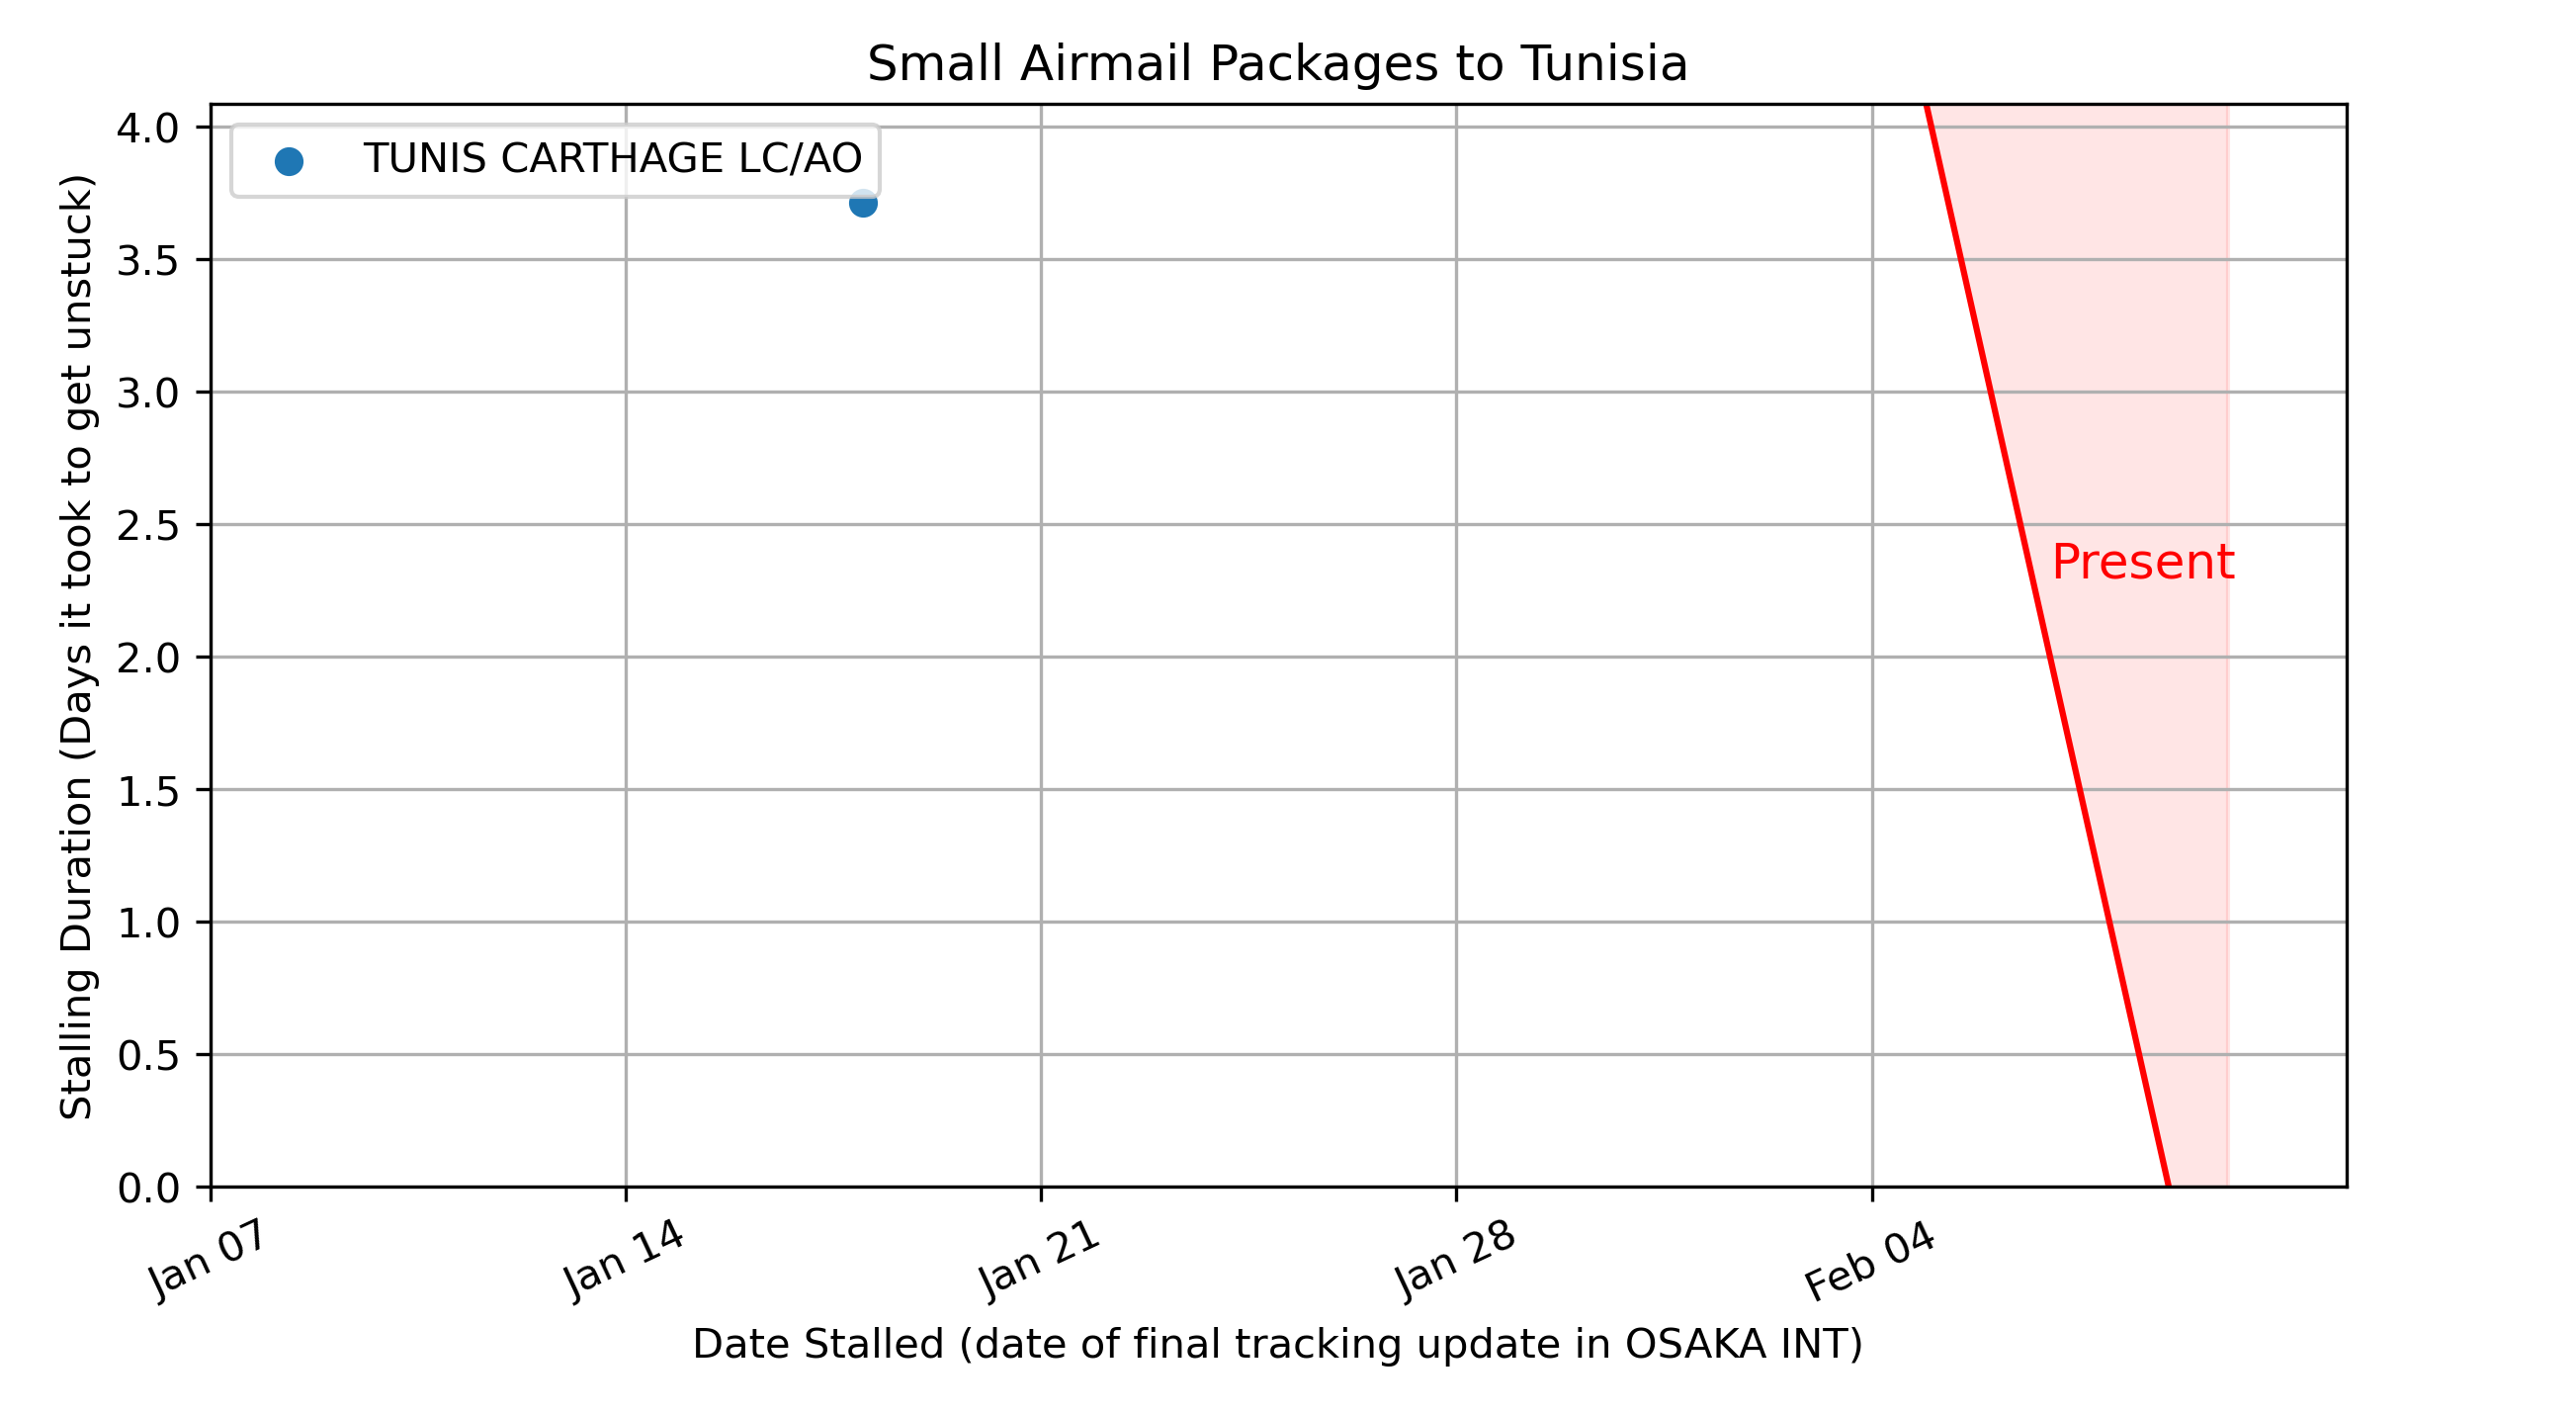 Small Airmail Packages to Tunisia
TUNIS CARTHAGE LC/AO
Stalling Duration (Days it took to get unstuck)
4.0
3.5
3.0
2.5
2.0
1.5
1.0
0.5
0.0
Present
Jan 07
Jan 14
Jan 21
Jan 28
Feb 04
Date Stalled (date of final tracking update in OSAKA INT)